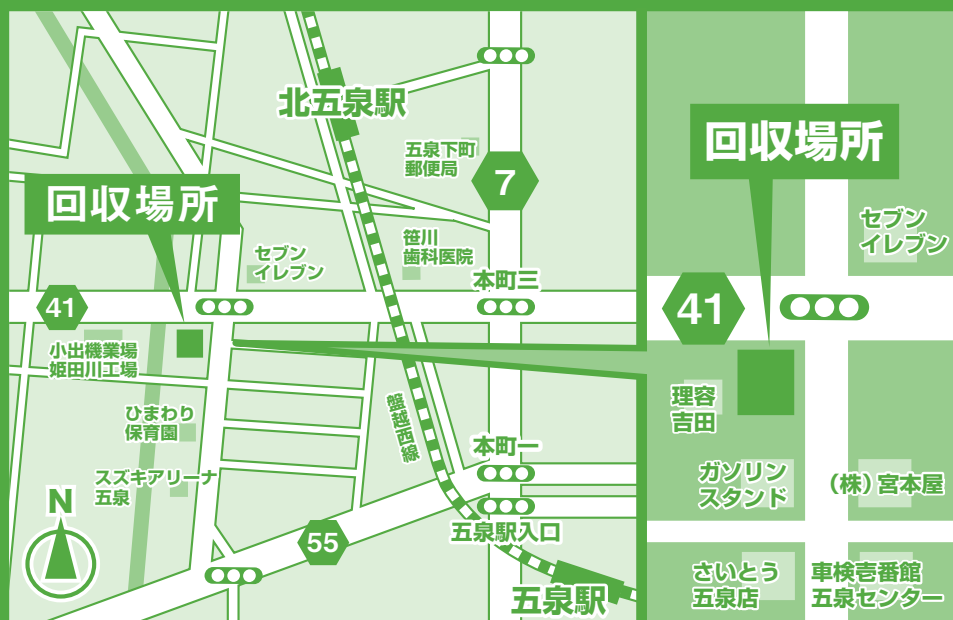 北五泉駅
五泉下町
郵便局
7
回収場所
笹川
歯科医院
セブン
イレブン
本町三
41
小出機業場
姫田川工場
ひまわり
保育園
盤越西線
本町一
スズキアリーナ
五泉
N
55
五泉駅入口
五泉駅
回収場所
セブン
イレブン
41
理容
吉田
ガソリン
スタンド
(株)宮本屋
さいとう
五泉店
車検壱番館
五泉センター